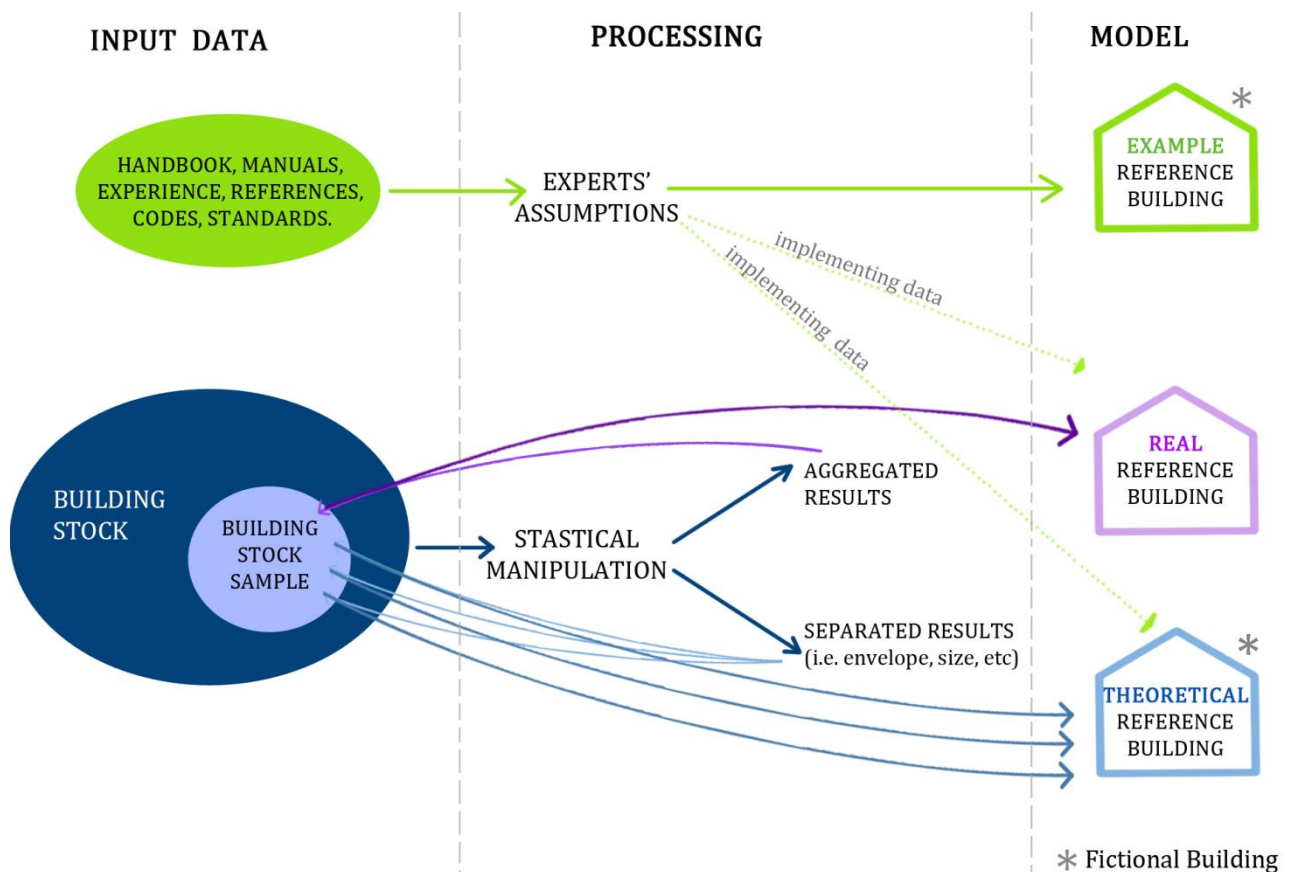 INPUT DATA
PROCESSING
MODEL
HANDBOOK, MANUALS,
EXPERIENCE, REFERENCES,
CODES, STANDARDS.
EXPERTS'
ASSUMPTIONS
implementing data
implementing data
*
EXAMPLE
REFERENCE
BUILDING
BUILDING
STOCK
BUILDING
STOCK
SAMPLE
STASTICAL
MANIPULATION
AGGREGATED
RESULTS
SEPARATED RESULTS
(i.e. envelope, size, etc)
REAL
REFERENCE
BUILDING
*
THEORETICAL
REFERENCE
BUILDING
* Fictional Building